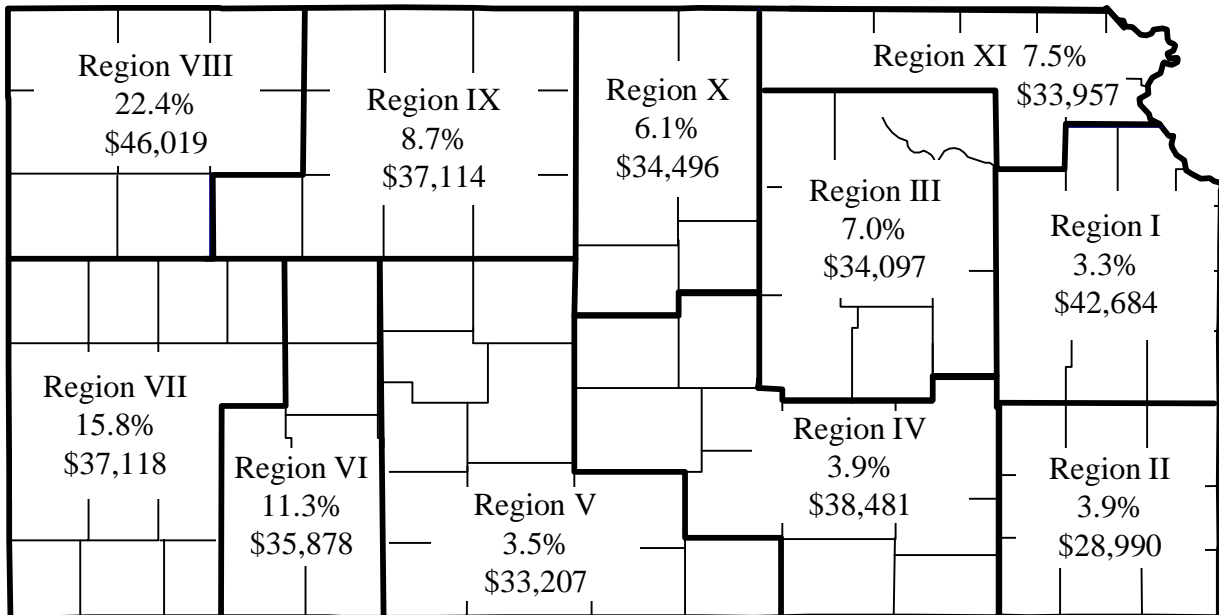 Region VIII
22.4%
$46,019
Region IX
8.7%
$37,114
Region X
6.1%
$34,496
Region XI 7.5%
$33,957
Region III
7.0%
$34,097
Region I
3.3%
$42,684
Region VII
15.8%
$37,118
Region VI
11.3%
$35,878
Region V
3.5%
$33,207
Region IV
3.9%
$38,481
Region II
3.9%
$28,990